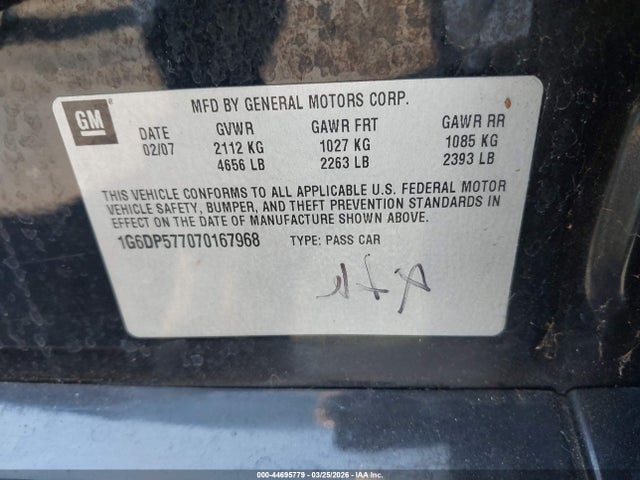 MFD BY GENERAL MOTORS CORP.
GM
DATE GVWR GAWR FRT GAWR RR
02/07 2112 KG 1027 KG 1085 KG
4656 LB 2263 LB 2393 LB
THIS VEHICLE CONFORMS TO ALL APPLICABLE U.S. FEDERAL MOTOR
VEHICLE SAFETY, BUMPER, AND THEFT PREVENTION STANDARDS IN
EFFECT ON THE DATE OF MANUFACTURE SHOWN ABOVE.
1G6DP577070167968 TYPE: PASS CAR
000-44695779 - 03/25/2026 - IAA Inc.